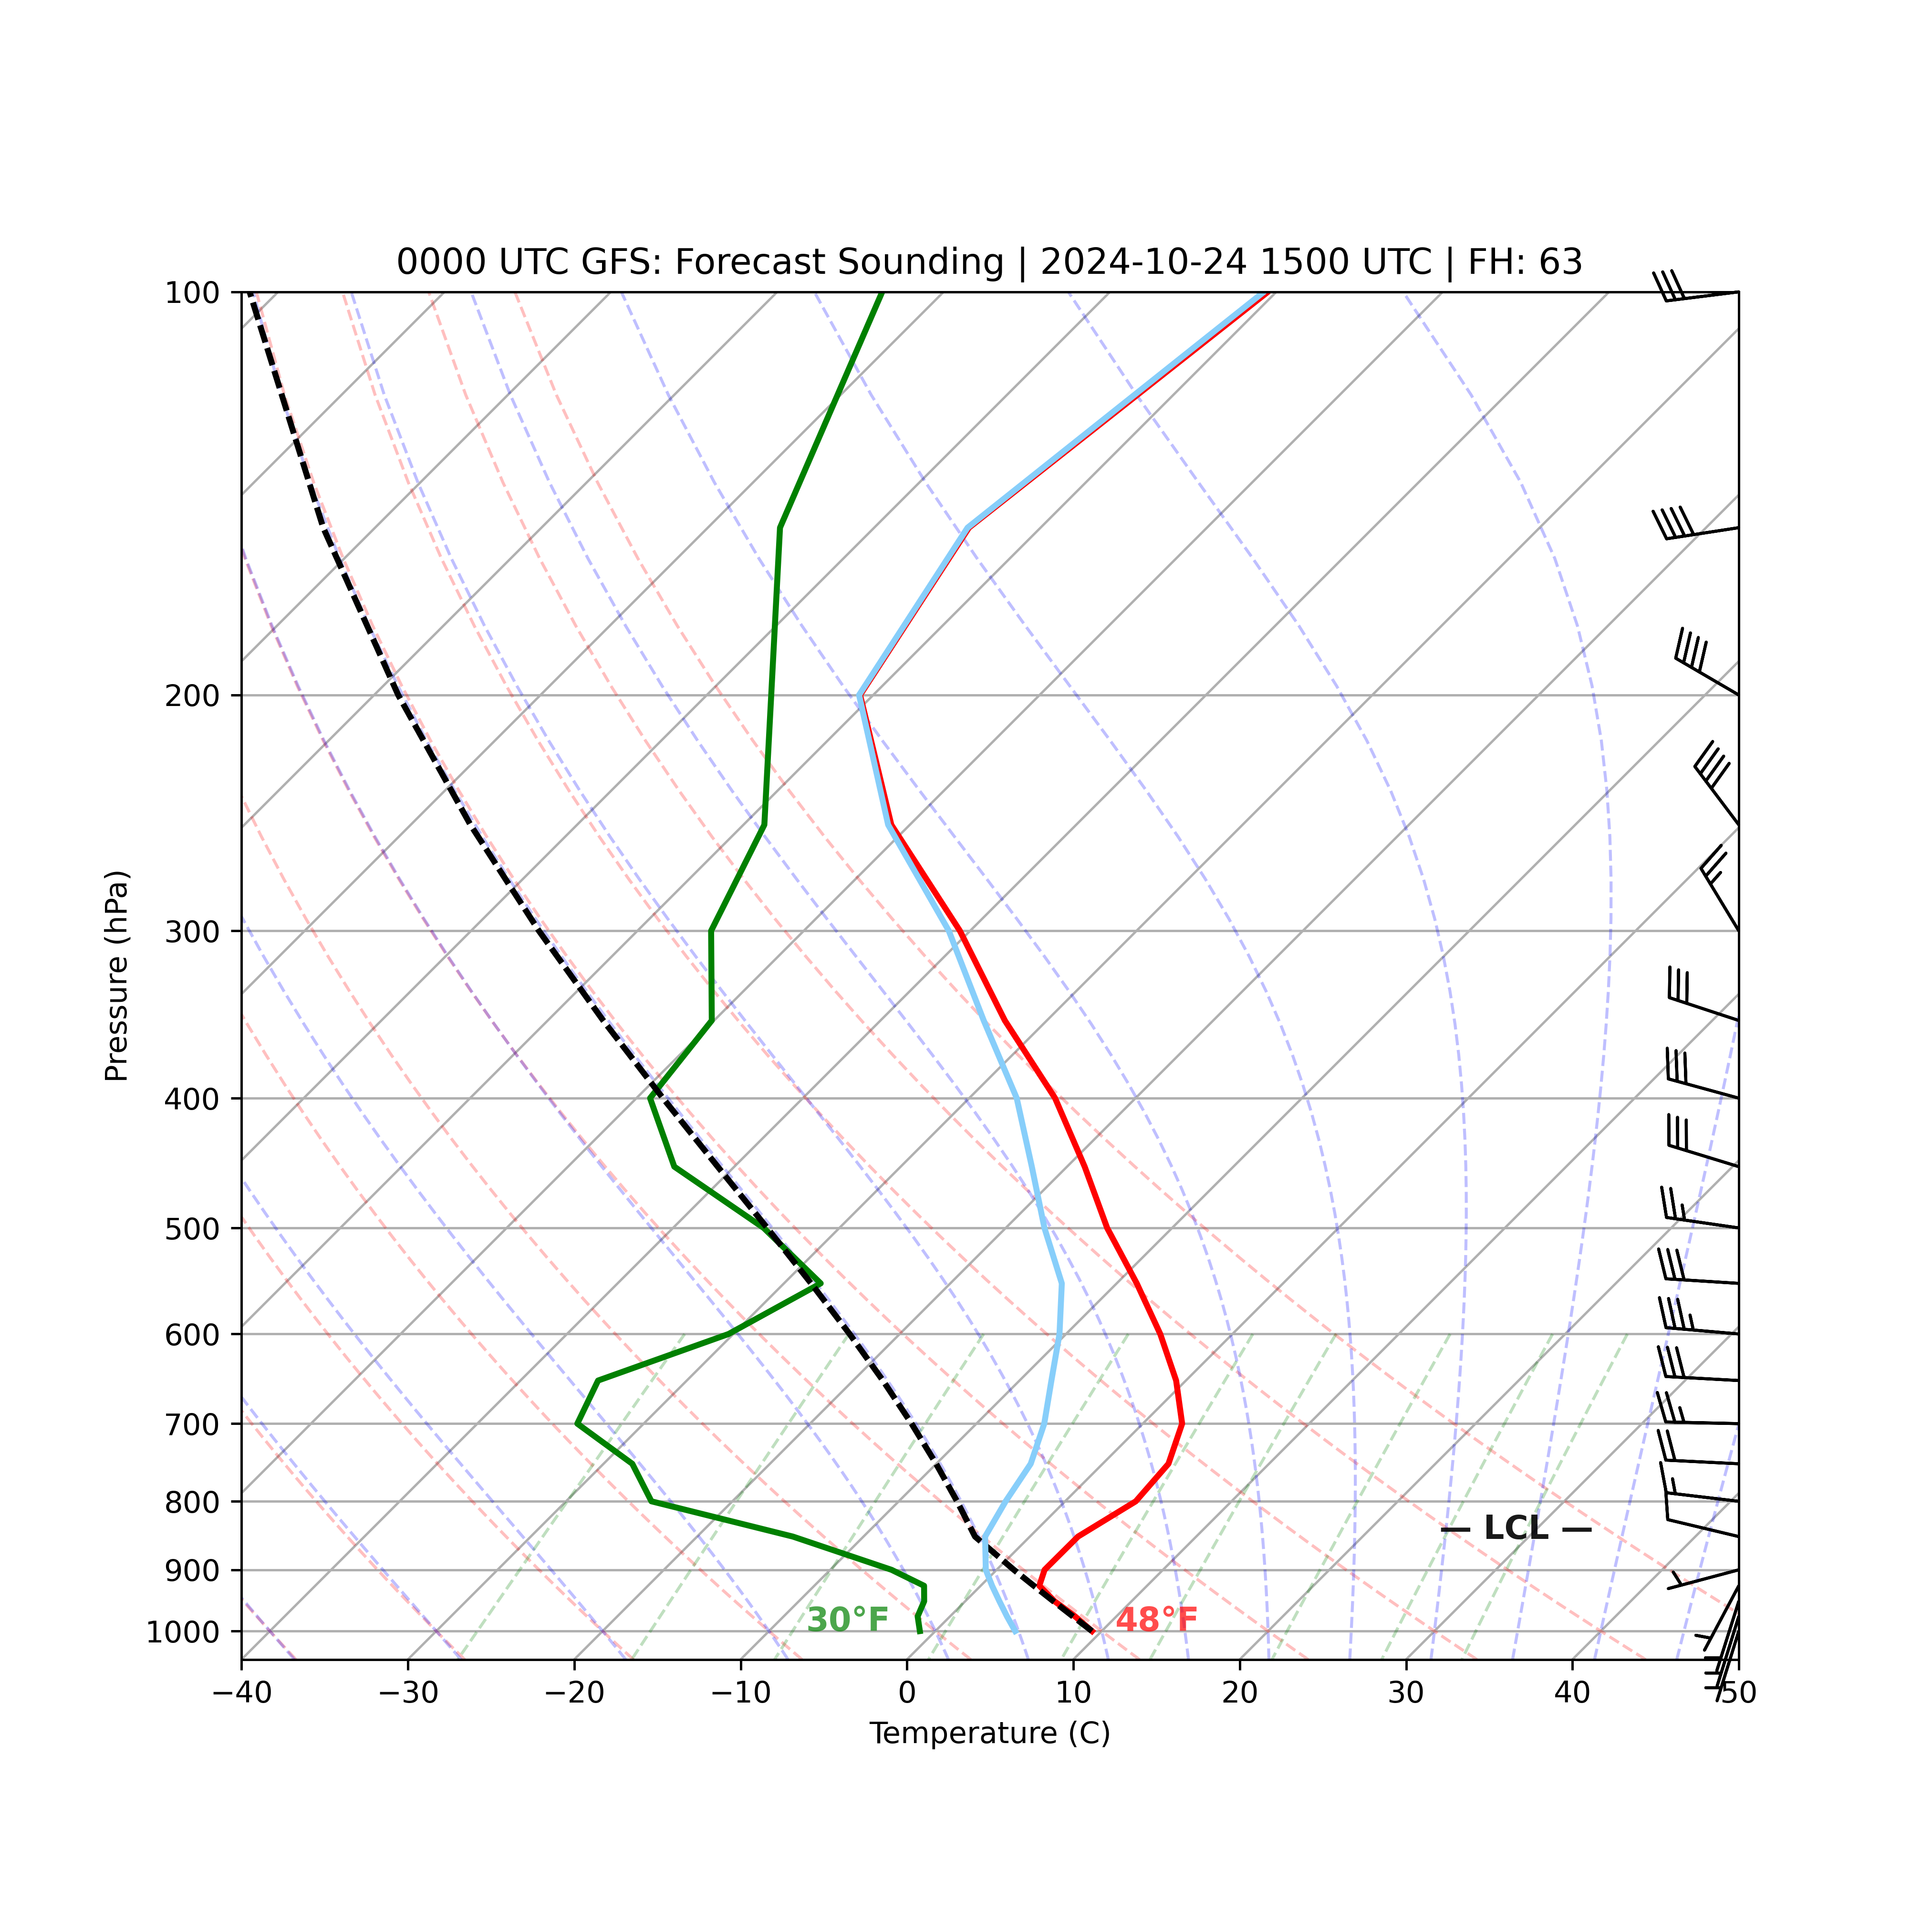 0000 UTC GFS: Forecast Sounding | 2024-10-24 1500 UTC | FH: 63
100
200
300
400
500
600
700
800
900
1000
Pressure (hPa)
— LCL —
30°F
48°F
−40 −30 −20 −10 0 10 20 30 40 50
Temperature (C)